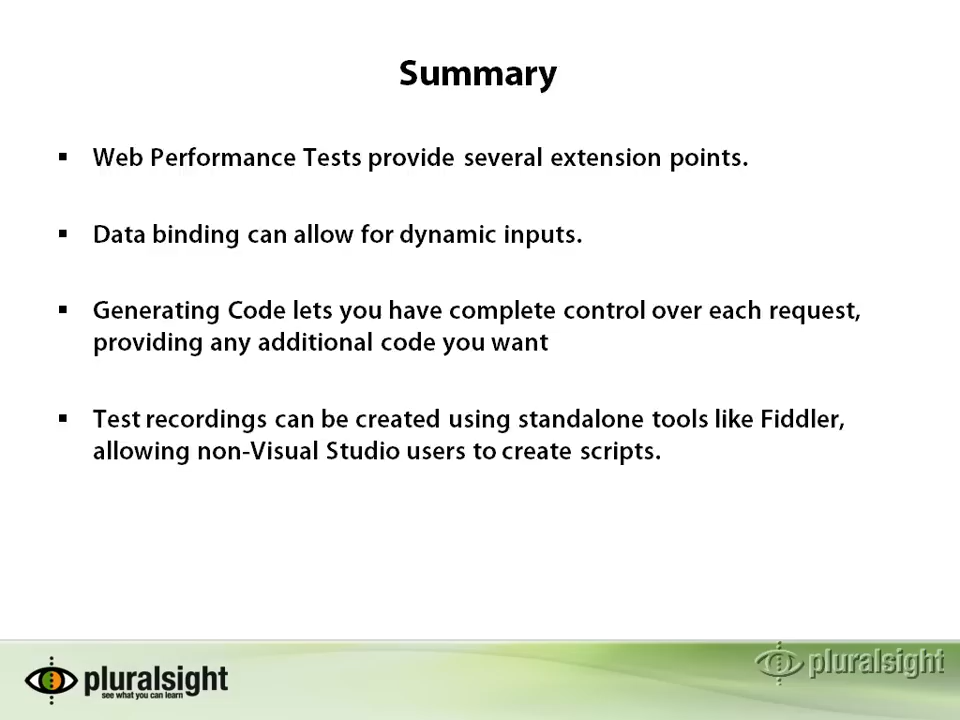 Summary
▪ Web Performance Tests provide several extension points.
▪ Data binding can allow for dynamic inputs.
▪ Generating Code lets you have complete control over each request,
providing any additional code you want
▪ Test recordings can be created using standalone tools like Fiddler,
allowing non-Visual Studio users to create scripts.
pluralsight
see what you can learn
pluralsight